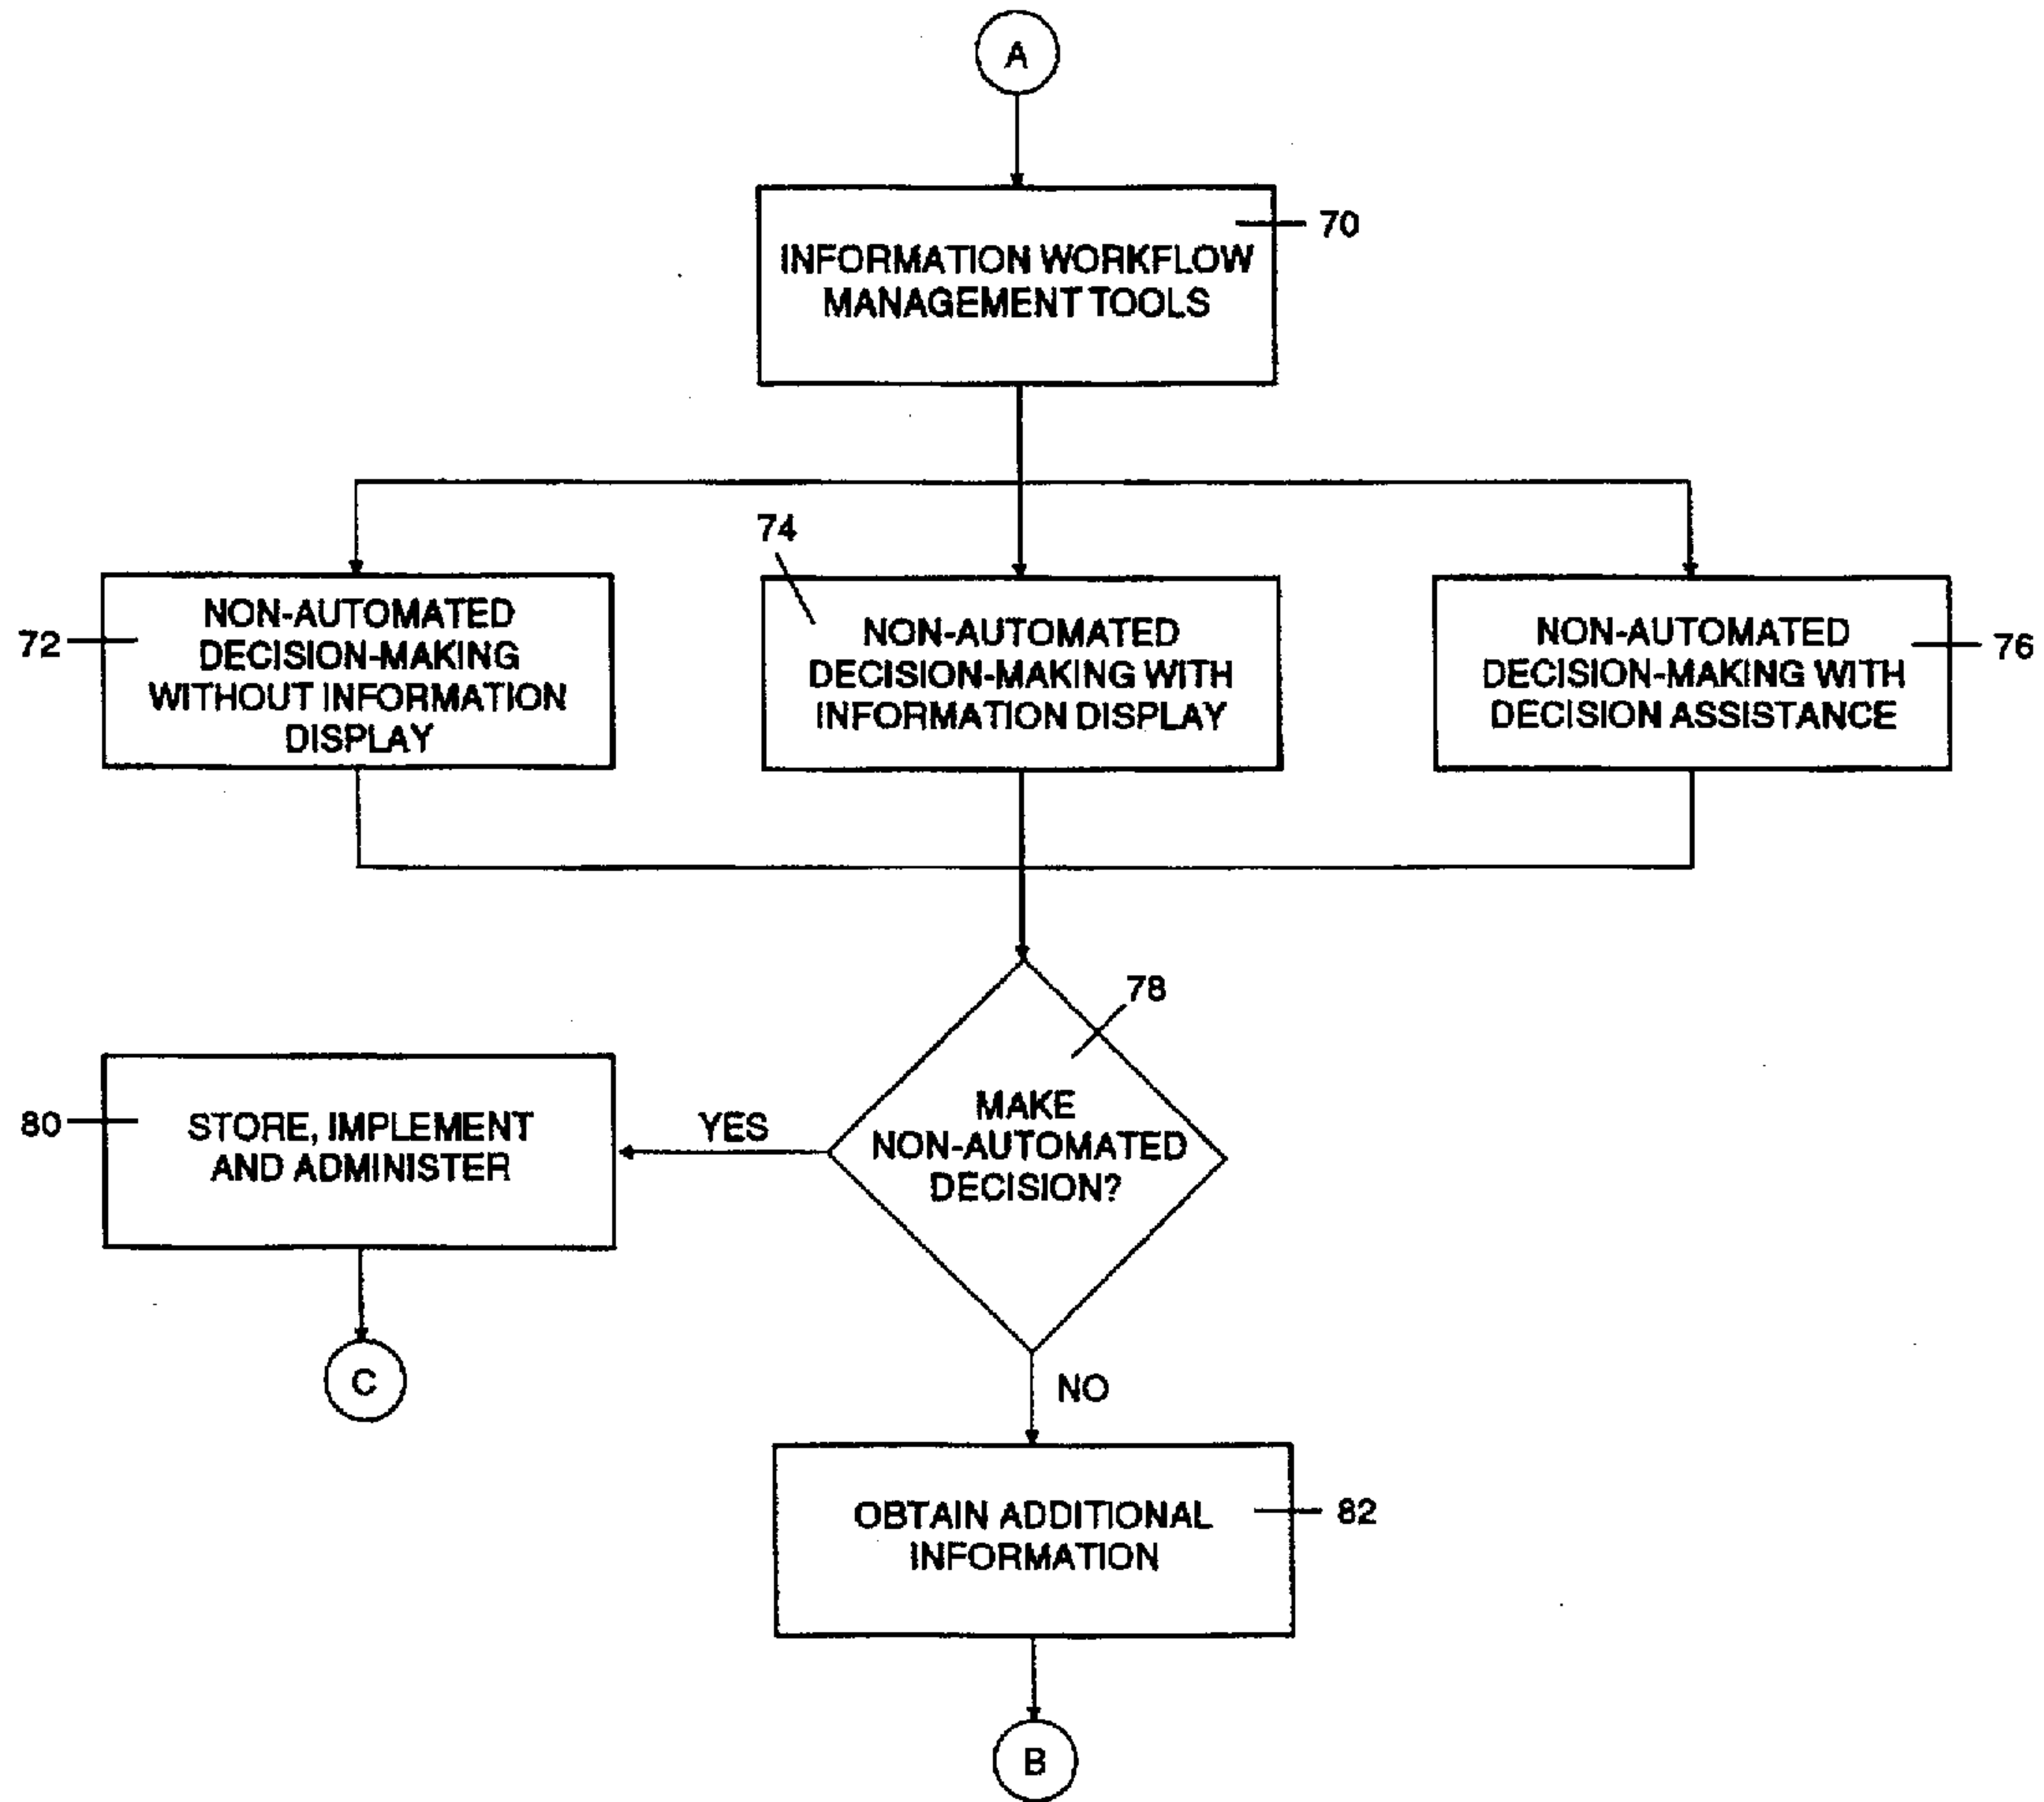 A
70
INFORMATION WORKFLOW
MANAGEMENT TOOLS
74
72
NON-AUTOMATED
DECISION-MAKING
WITHOUT INFORMATION
DISPLAY
NON-AUTOMATED
DECISION-MAKING WITH
INFORMATION DISPLAY
NON-AUTOMATED
DECISION-MAKING WITH
DECISION ASSISTANCE
76
78
MAKE
NON-AUTOMATED
DECISION?
YES
80
STORE, IMPLEMENT
AND ADMINISTER
C
NO
OBTAIN ADDITIONAL
INFORMATION
82
B